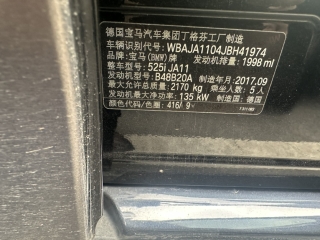 德国宝马汽车集团丁格芬工厂制造
车辆识别代号: WBAJA1104JBH41974
品牌: 宝马(BMW)牌 发动机排量: 1998 ml
整车型号: 525i JA11
发动机型号: B48B20A 制造年月: 2017.09
最大允许总质量: 2170 kg 乘坐人数: 5 人
发动机最大净功率: 135 kW 制造国: 德国
颜色代码/色圈: 416/ 9